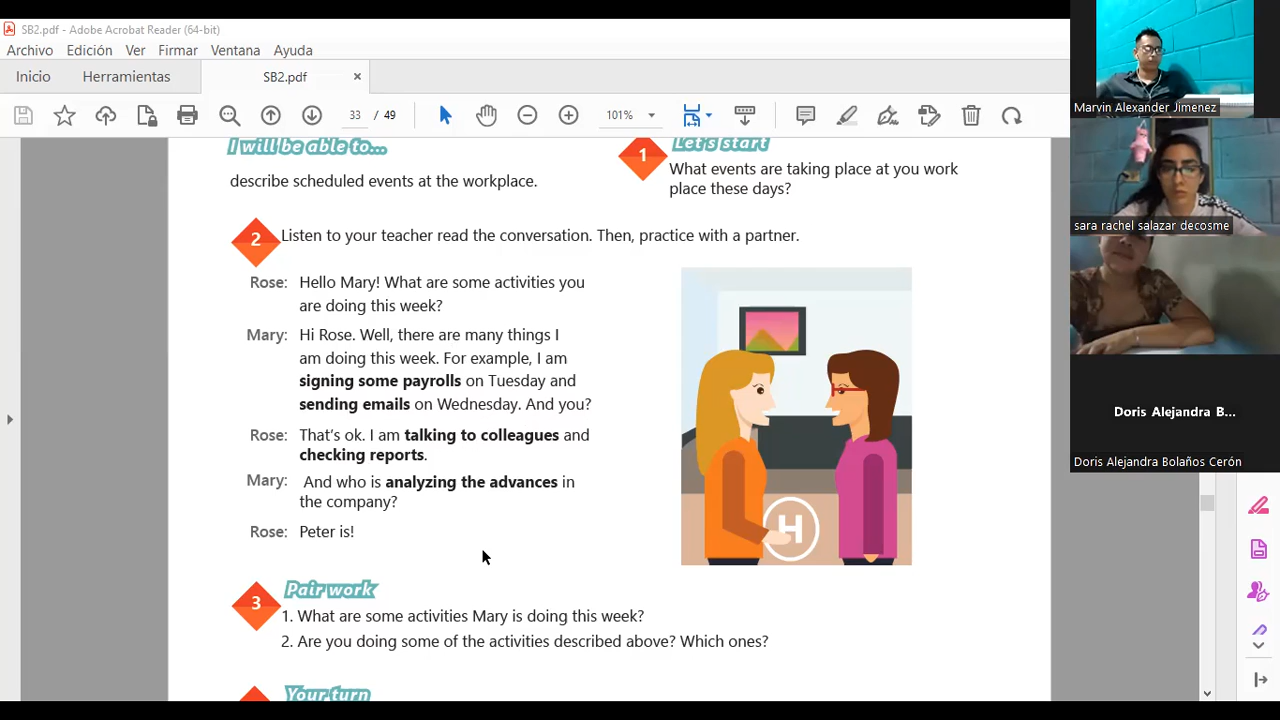 SB2.pdf - Adobe Acrobat Reader (64-bit)
Archivo Edición Ver Firmar Ventana Ayuda
Inicio Herramientas SB2.pdf ×
33 / 49 101%
I will be able to...
describe scheduled events at the workplace.
1 Let's start
What events are taking place at you work
place these days?
2 Listen to your teacher read the conversation. Then, practice with a partner.
Rose: Hello Mary! What are some activities you
are doing this week?
Mary: Hi Rose. Well, there are many things I
am doing this week. For example, I am
signing some payrolls on Tuesday and
sending emails on Wednesday. And you?
Rose: That's ok. I am talking to colleagues and
checking reports.
Mary: And who is analyzing the advances in
the company?
Rose: Peter is!
H
3 Pair work
1. What are some activities Mary is doing this week?
2. Are you doing some of the activities described above? Which ones?
Your turn
Marvin Alexander Jimenez
sara rachel salazar decosme
Doris Alejandra B...
Doris Alejandra Bolaños Cerón